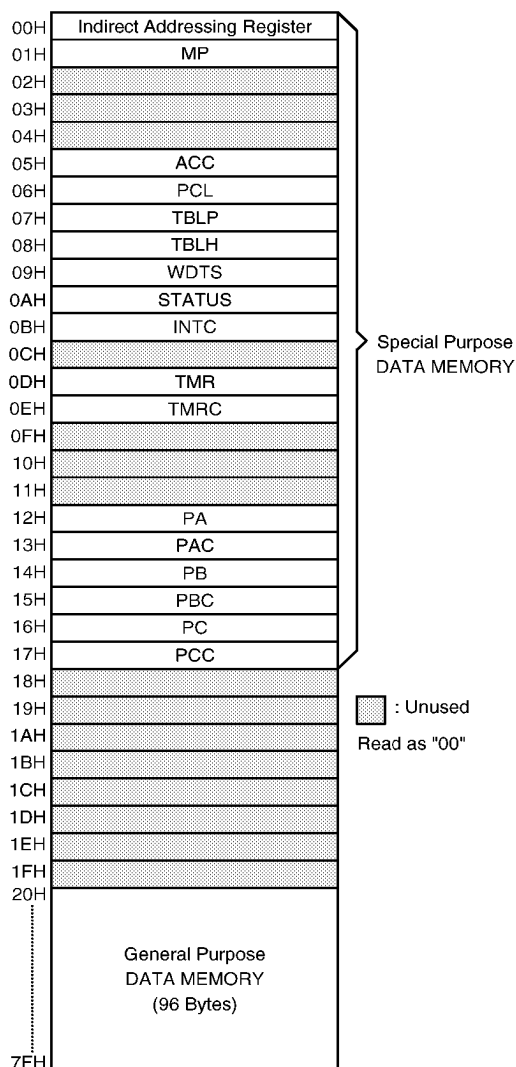 00H Indirect Addressing Register
01H MP
02H
03H
04H
05H ACC
06H PCL
07H TBLP
08H TBLH
09H WDTS
0AH STATUS
0BH INTC
0CH
0DH TMR
0EH TMRC
0FH
10H
11H
12H PA
13H PAC
14H PB
15H PBC
16H PC
17H PCC
18H
19H
1AH
1BH
1CH
1DH
1EH
1FH
20H
General Purpose
DATA MEMORY
(96 Bytes)
7FH
Special Purpose
DATA MEMORY
: Unused
Read as "00"